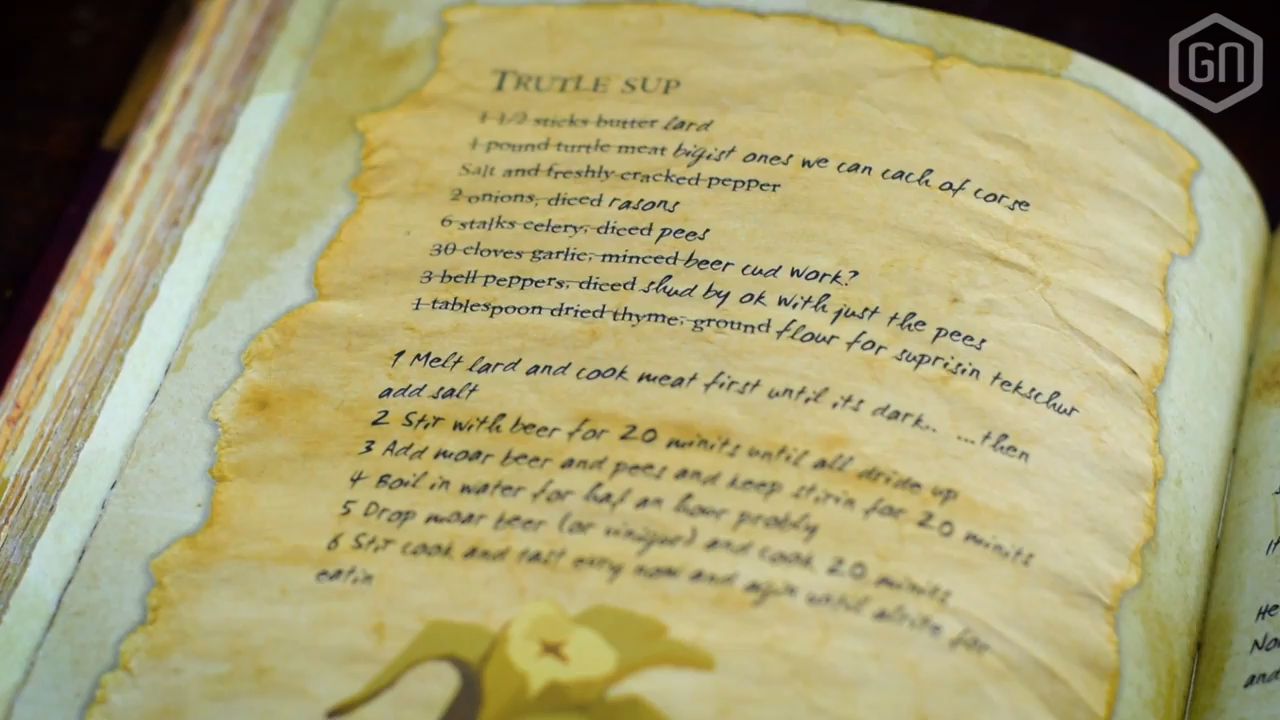 GN
TRUTLE SUP
1 1/2 sticks butter lard
1 pound turtle meat bigist ones we can cach of corse
Salt and freshly cracked pepper
2 onions, diced rasons
6 stalks celery, diced pees
30 cloves garlic, minced beer cud work?
3 bell peppers, diced shud by ok with just the pees
1 tablespoon dried thyme, ground flour for suprisin tekschur
1 Melt lard and cook meat first until its dark.. ...then
add salt
2 Stir with beer for 20 minits until all dride up
3 Add moar beer and pees and keep stirin for 20 minits
4 Boil in water for haf an hour probly
5 Drop moar beer (or vinigur) and cook 20 minits
6 Stir cook and tast evry now and agin until alrite for
eatin
He
No
and